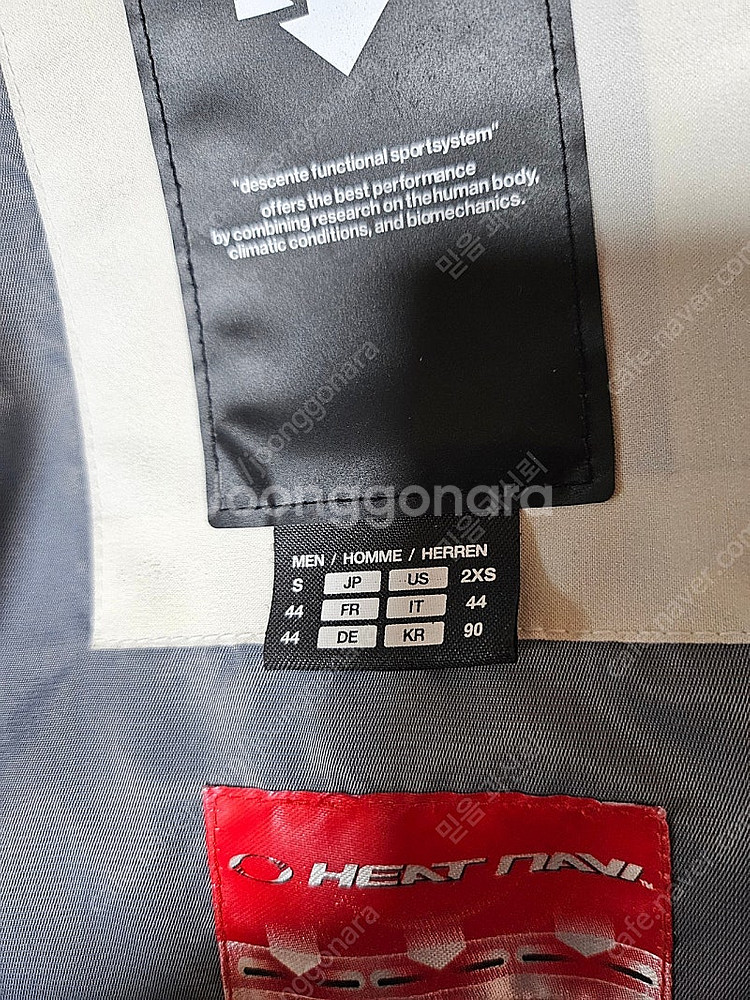 "descente functional sportsystem"
offers the best performance
by combining research on the human body,
climatic conditions, and biomechanics.
joonggonara
MEN / HOMME / HERREN
S JP US 2XS
44 FR IT 44
44 DE KR 90
HEAT NAVI